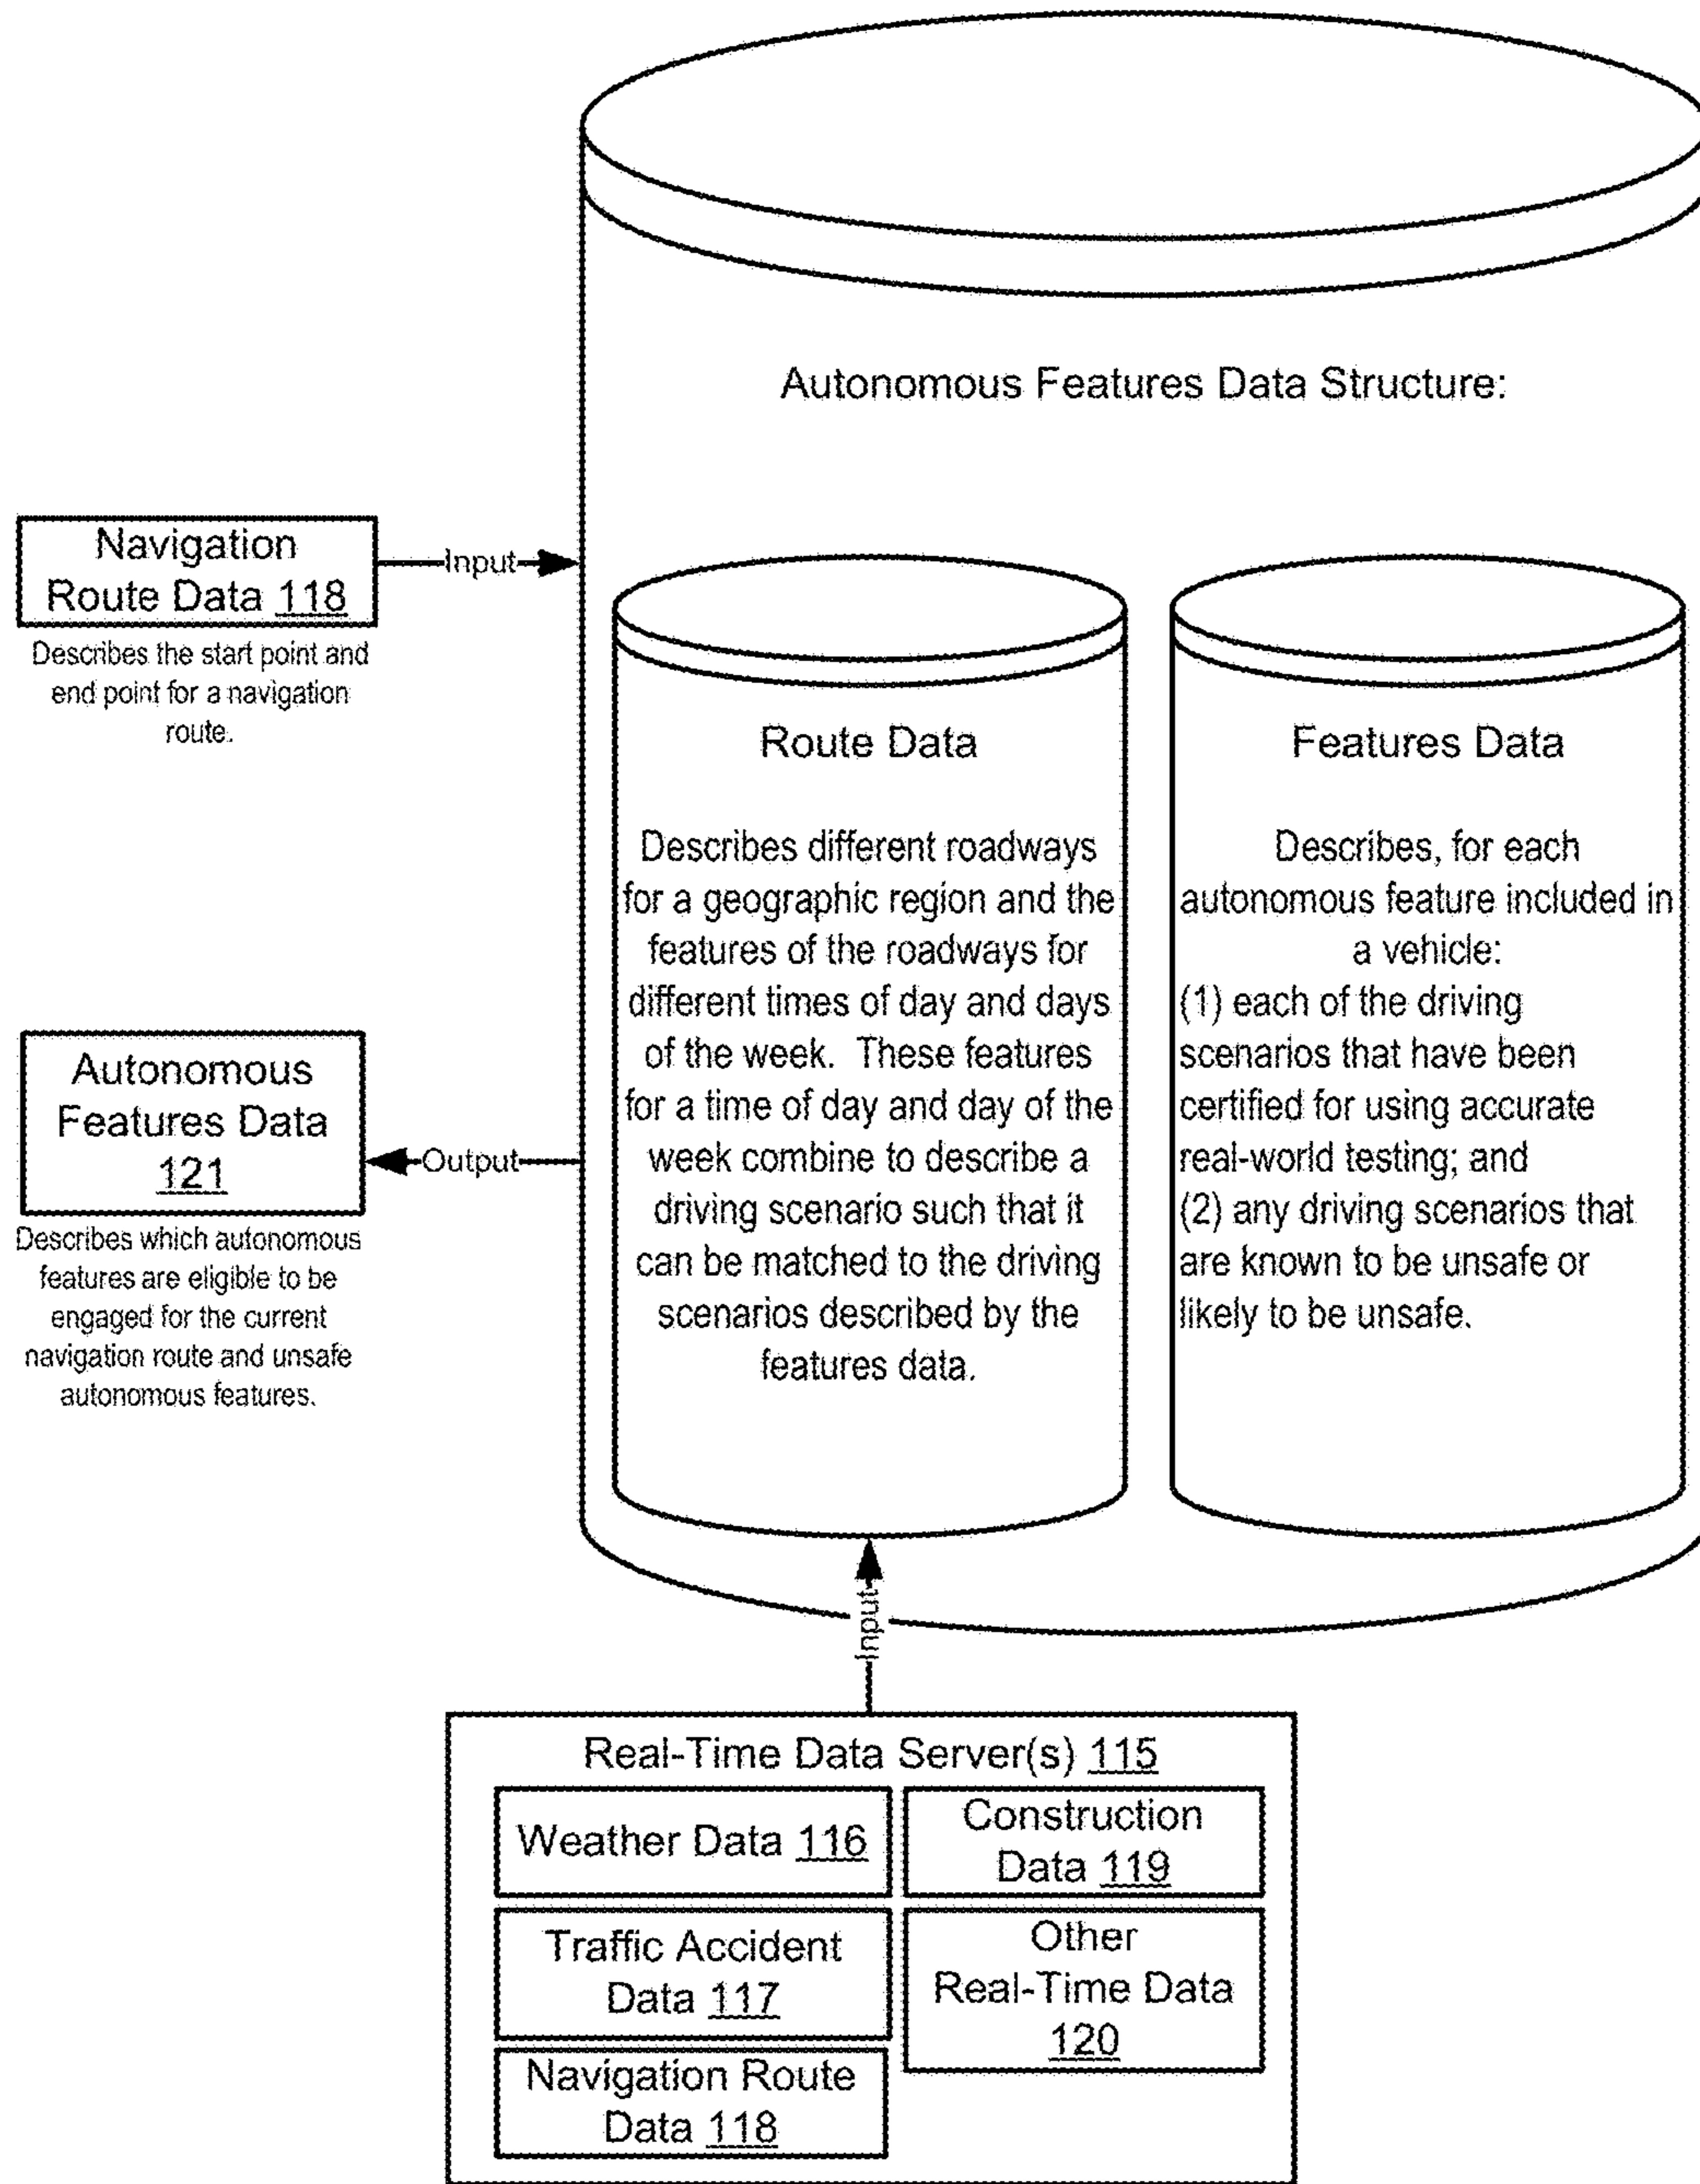 Autonomous Features Data Structure:
Navigation
Route Data 118
Input
Describes the start point and
end point for a navigation
route.
Autonomous
Features Data
121
Output
Describes which autonomous
features are eligible to be
engaged for the current
navigation route and unsafe
autonomous features.
Route Data
Describes different roadways
for a geographic region and the
features of the roadways for
different times of day and days
of the week. These features
for a time of day and day of the
week combine to describe a
driving scenario such that it
can be matched to the driving
scenarios described by the
features data.
Features Data
Describes, for each
autonomous feature included in
a vehicle:
(1) each of the driving
scenarios that have been
certified for using accurate
real-world testing; and
(2) any driving scenarios that
are known to be unsafe or
likely to be unsafe.
Input
Real-Time Data Server(s) 115
Weather Data 116
Traffic Accident
Data 117
Navigation Route
Data 118
Construction
Data 119
Other
Real-Time Data
120